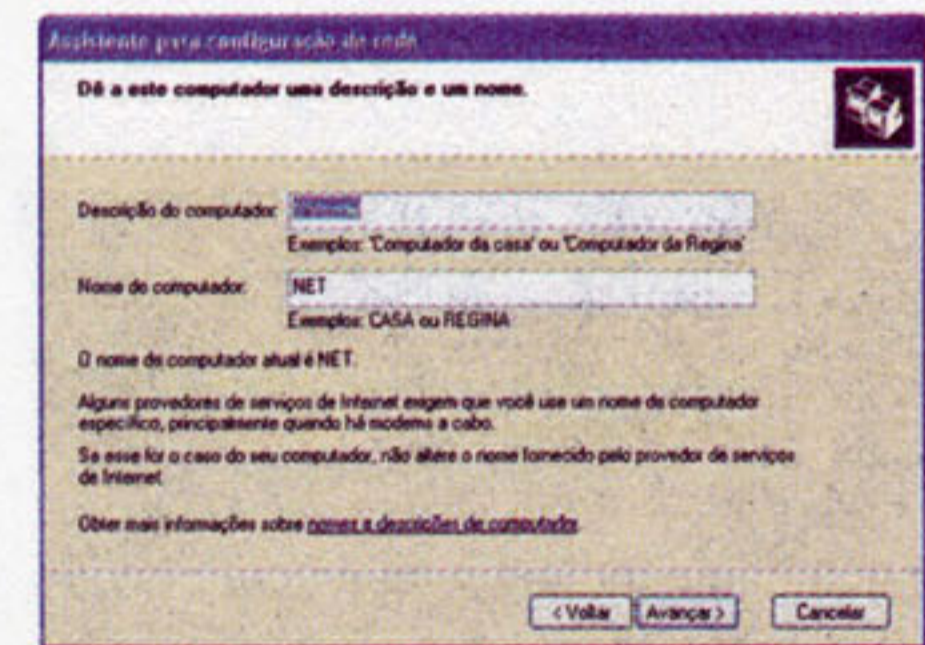 Assistente para configuração de rede
Dê a este computador uma descrição e um nome.
Descrição do computador:
Exemplos: 'Computador da casa' ou 'Computador da Regina'
Nome do computador: NET
Exemplos: CASA ou REGINA
O nome do computador atual é NET.
Alguns provedores de serviços de Internet exigem que você use um nome de computador
específico, principalmente quando há modems a cabo.
Se esse for o caso do seu computador, não altere o nome fornecido pelo provedor de serviços
de Internet.
Obter mais informações sobre nomes e descrições de computador.
< Voltar Avançar > Cancelar